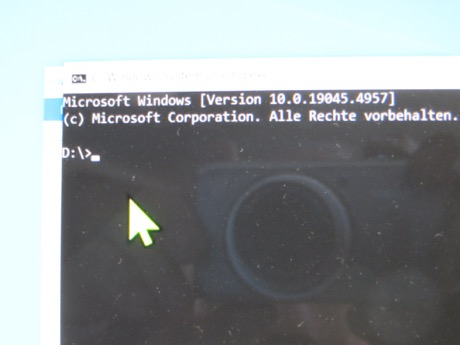 Microsoft Windows [Version 10.0.19045.4957]
(c) Microsoft Corporation. Alle Rechte vorbehalten.
D:\>